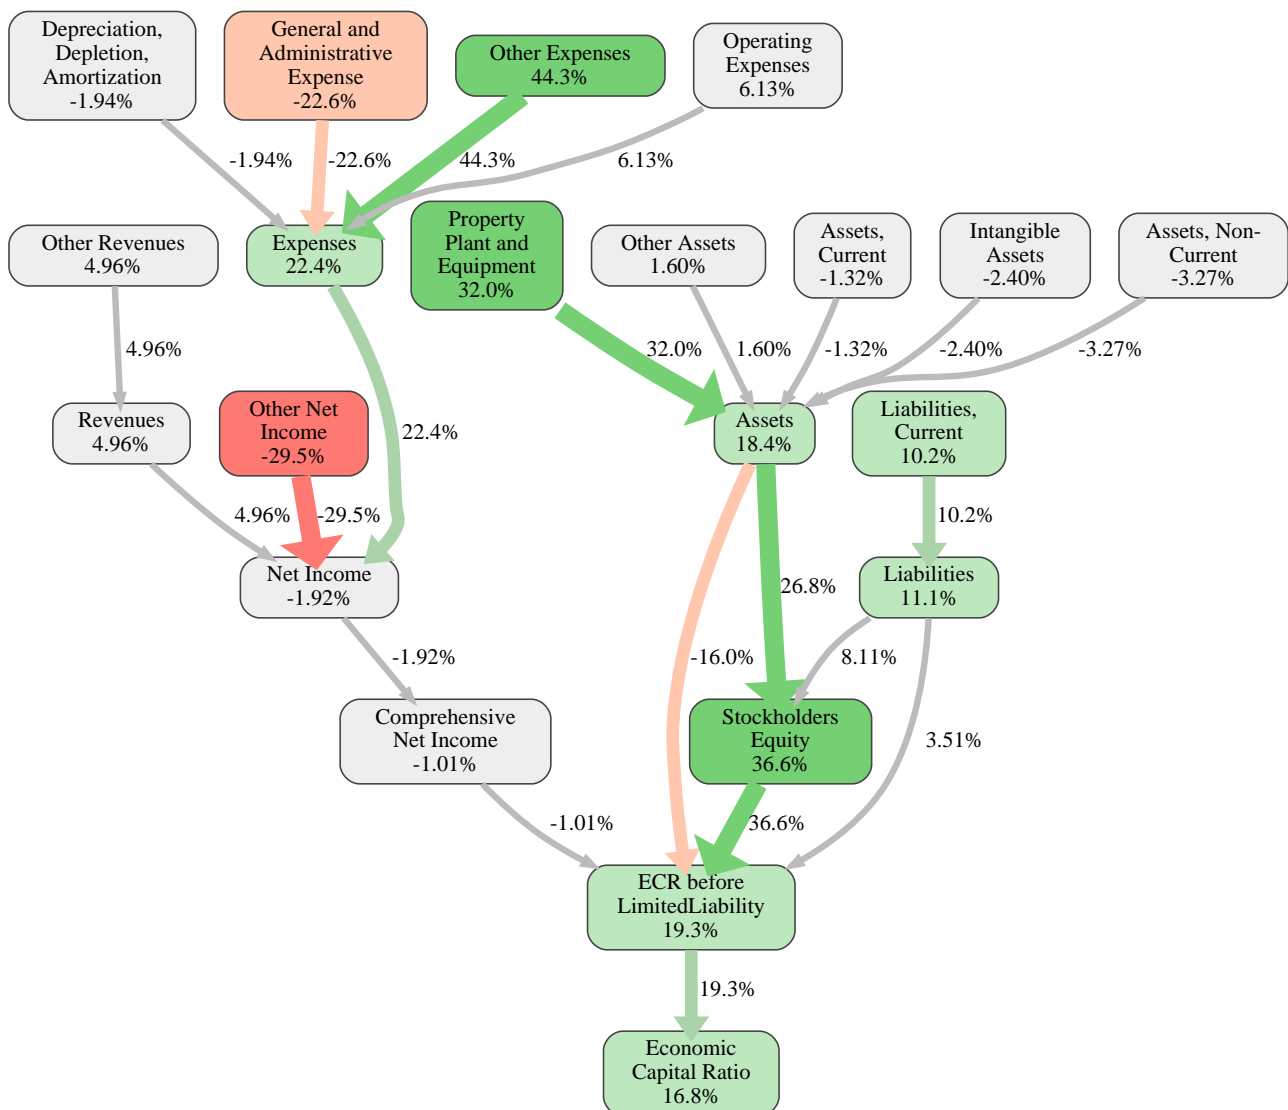 Depreciation,
Depletion,
Amortization
-1.94%
General and
Administrative
Expense
-22.6%
Other Expenses
44.3%
Operating
Expenses
6.13%
-1.94%
-22.6%
44.3%
6.13%
Other Revenues
4.96%
Expenses
22.4%
Property
Plant and
Equipment
32.0%
Other Assets
1.60%
Assets,
Current
-1.32%
Intangible
Assets
-2.40%
Assets, Non-
Current
-3.27%
4.96%
32.0%
1.60%
-1.32%
-2.40%
-3.27%
Revenues
4.96%
Other Net
Income
-29.5%
22.4%
Assets
18.4%
Liabilities,
Current
10.2%
4.96%
-29.5%
10.2%
Net Income
-1.92%
26.8%
Liabilities
11.1%
-1.92%
-16.0%
8.11%
Comprehensive
Net Income
-1.01%
Stockholders
Equity
36.6%
3.51%
-1.01%
36.6%
ECR before
LimitedLiability
19.3%
19.3%
Economic
Capital Ratio
16.8%